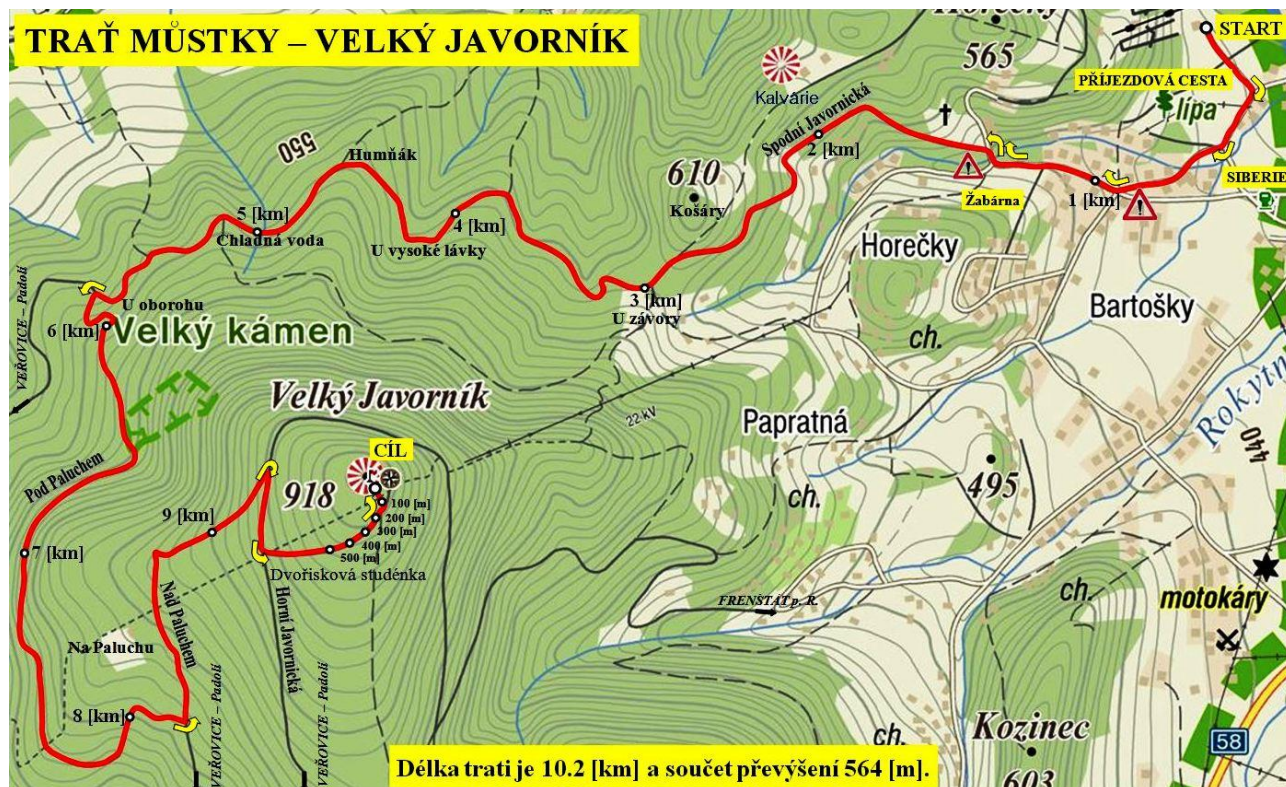 TRAŤ MŮSTKY – VELKÝ JAVORNÍK
Horečky
565
START
PŘÍJEZDOVÁ CESTA
lípa
Kalvárie
Spodní Javornická
2 [km]
Žabárna
1 [km]
SIBERIE
550
Humňák
610
Košáry
5 [km]
Chladná voda
4 [km]
U vysoké lávky
Horečky
3 [km]
U závory
Bartošky
VEŘOVICE – Padolí
U oborohu
6 [km]
Velký kámen
ch.
Velký Javorník
22 kV
Papratná
Rokytn
440
CÍL
918
Pod Paluchem
495
ch.
9 [km]
100 [m]
200 [m]
300 [m]
400 [m]
500 [m]
7 [km]
Dvořisková studénka
Nad Paluchem
Horní Javornická
FRENŠTÁT p. R.
ch.
motokáry
Na Paluchu
8 [km]
VEŘOVICE – Padolí
VEŘOVICE – Padolí
ch.
Kozinec
603
58
Délka trati je 10.2 [km] a součet převýšení 564 [m].